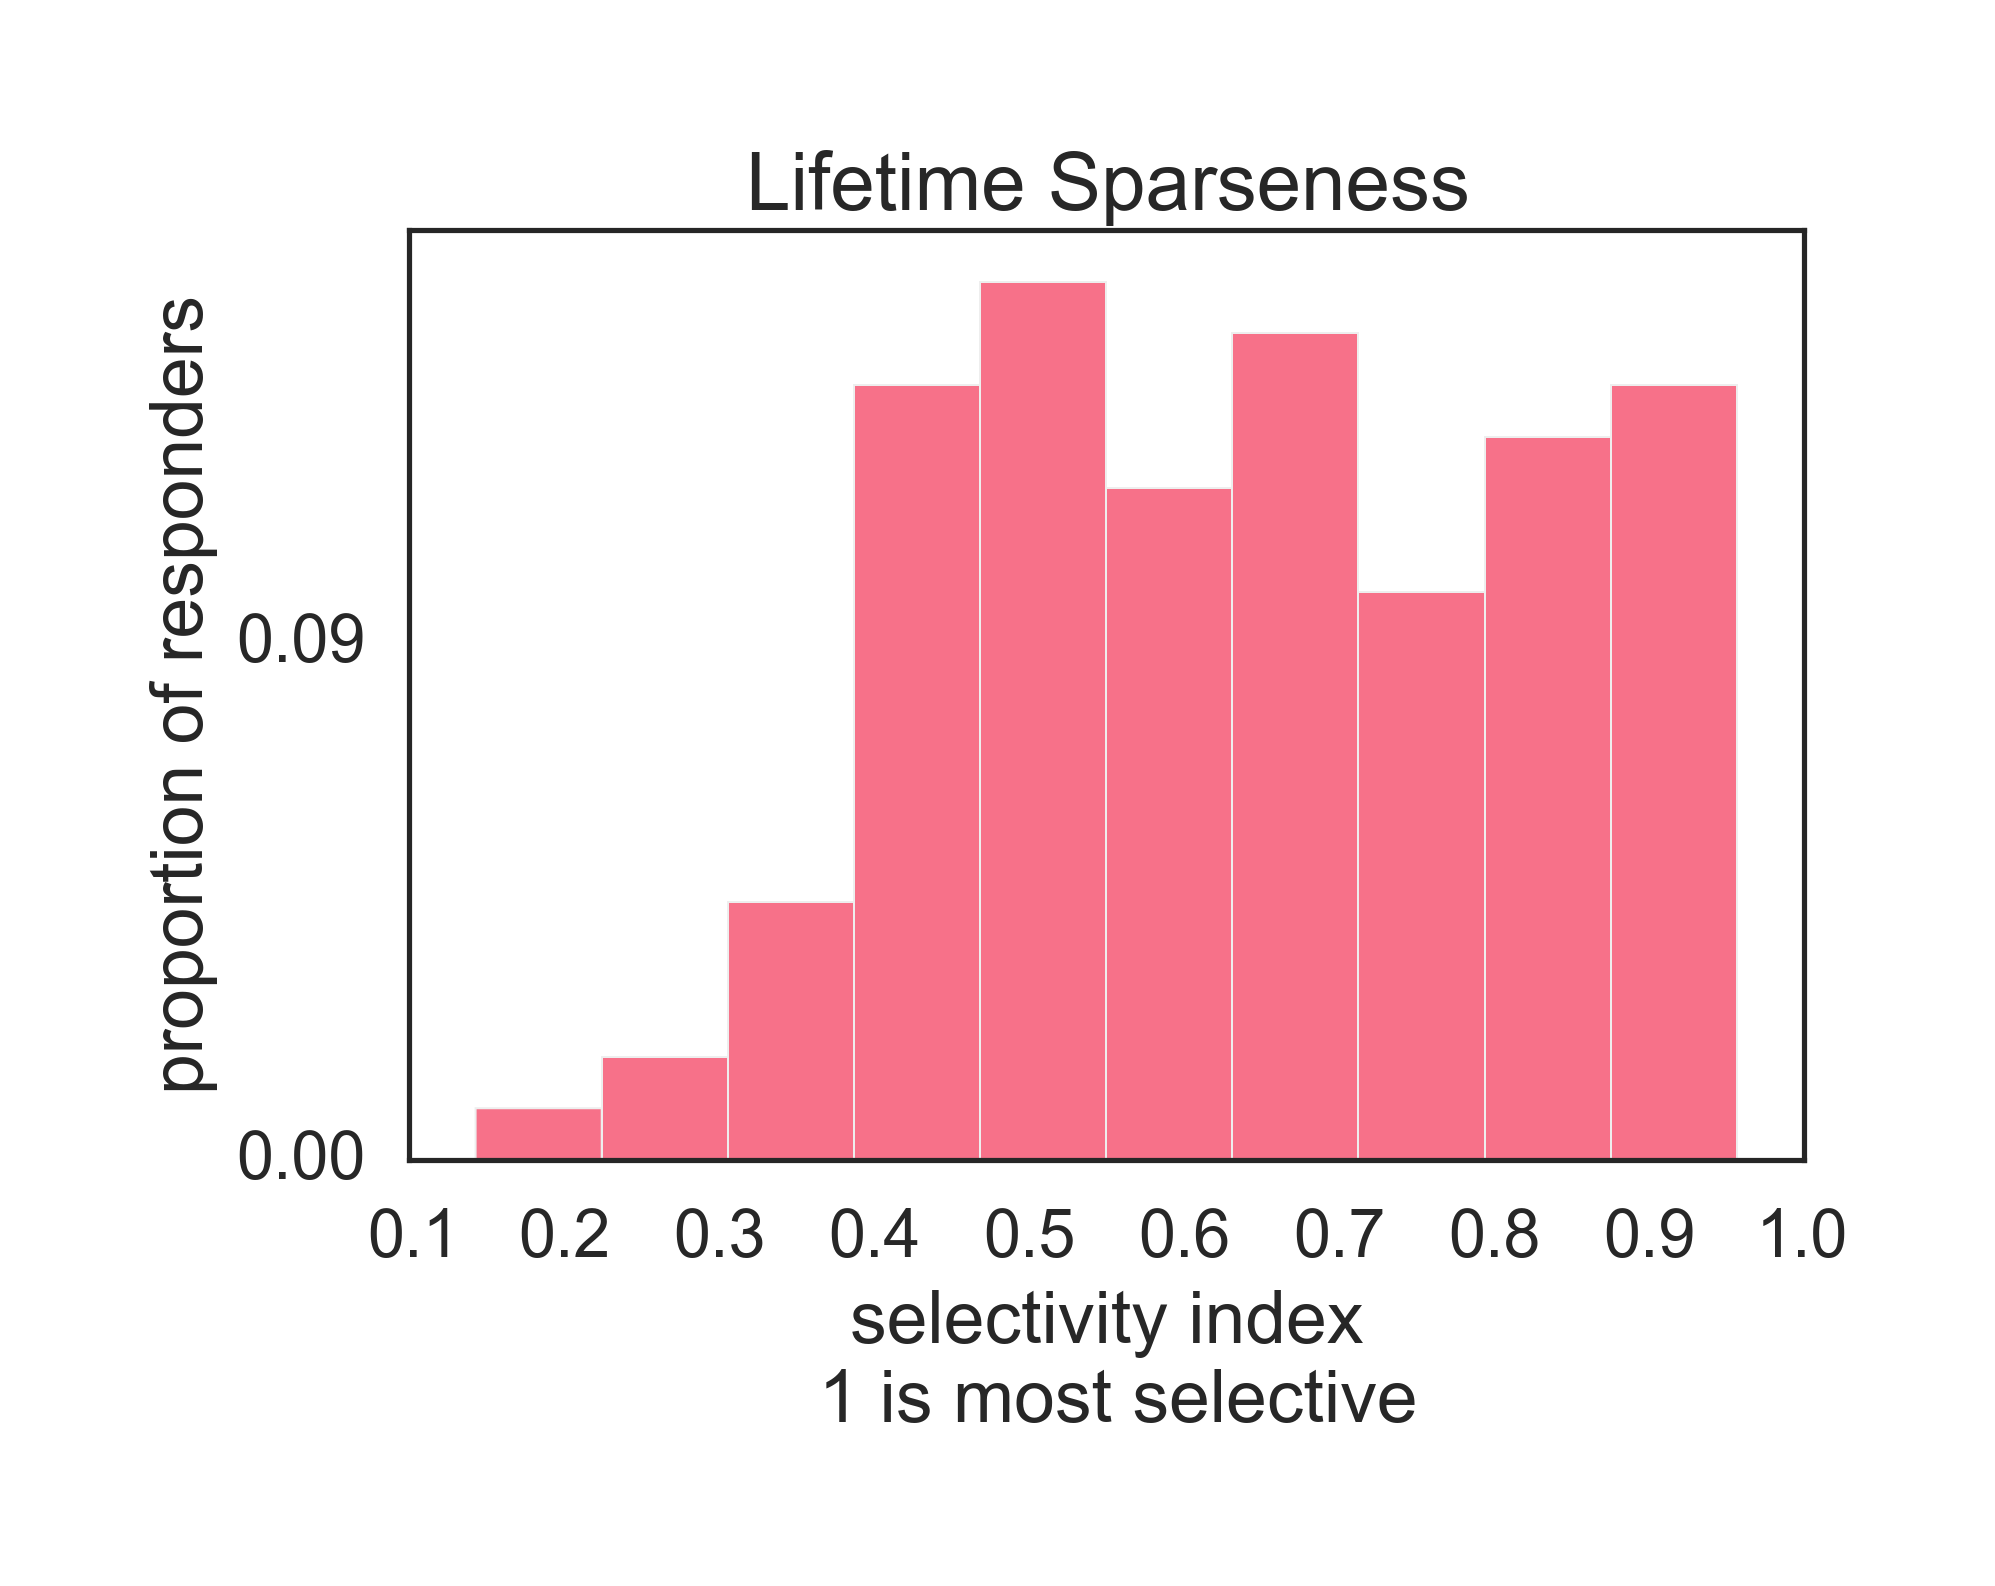 Lifetime Sparseness
proportion of responders
0.09
0.00
0.1 0.2 0.3 0.4 0.5 0.6 0.7 0.8 0.9 1.0
selectivity index
1 is most selective